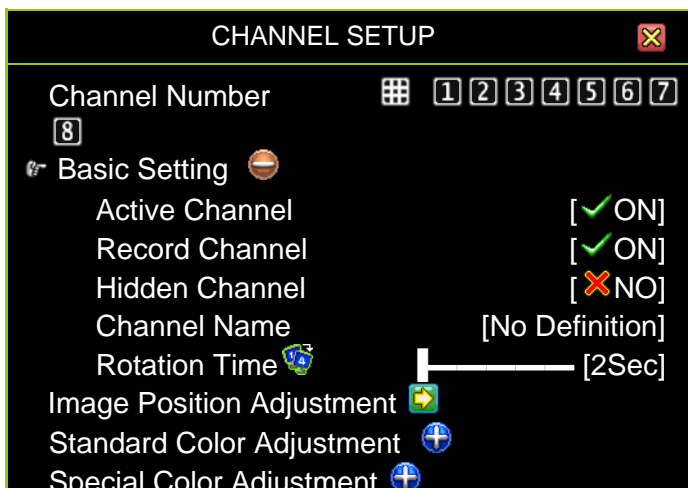 CHANNEL SETUP
Channel Number 1 2 3 4 5 6 7
8
Basic Setting
Active Channel [ON]
Record Channel [ON]
Hidden Channel [NO]
Channel Name [No Definition]
Rotation Time [2Sec]
Image Position Adjustment
Standard Color Adjustment
Special Color Adjustment